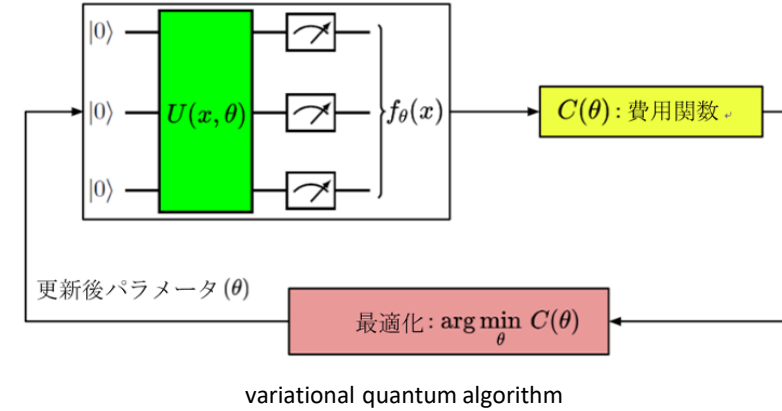 |0⟩
|0⟩
|0⟩
U(x, θ)
f_θ(x)
C(θ) : 費用関数
更新後パラメータ(θ)
最適化 : arg min C(θ)
θ
variational quantum algorithm